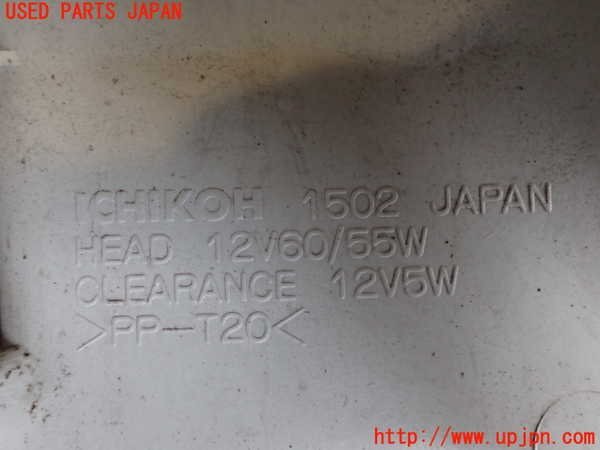 USED PARTS JAPAN
ICHIKOH 1502 JAPAN
HEAD 12V60/55W
CLEARANCE 12V5W
>PP-T20<
http://www.upjpn.com/